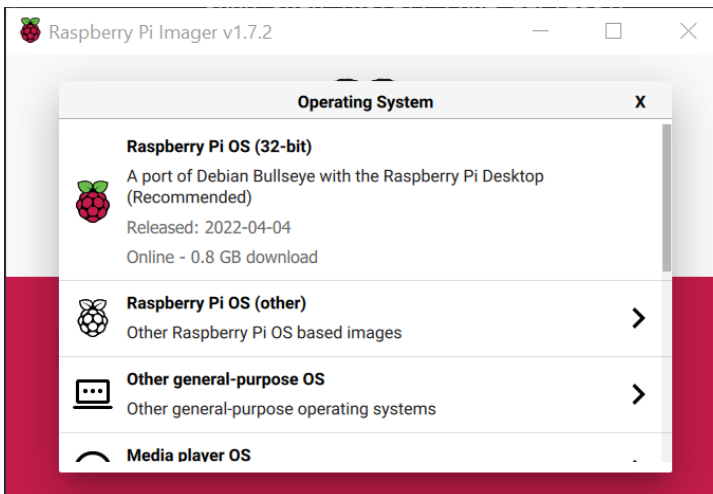 Raspberry Pi Imager v1.7.2
Operating System
X
Raspberry Pi OS (32-bit)
A port of Debian Bullseye with the Raspberry Pi Desktop
(Recommended)
Released: 2022-04-04
Online - 0.8 GB download
Raspberry Pi OS (other)
Other Raspberry Pi OS based images
Other general-purpose OS
Other general-purpose operating systems
Media player OS